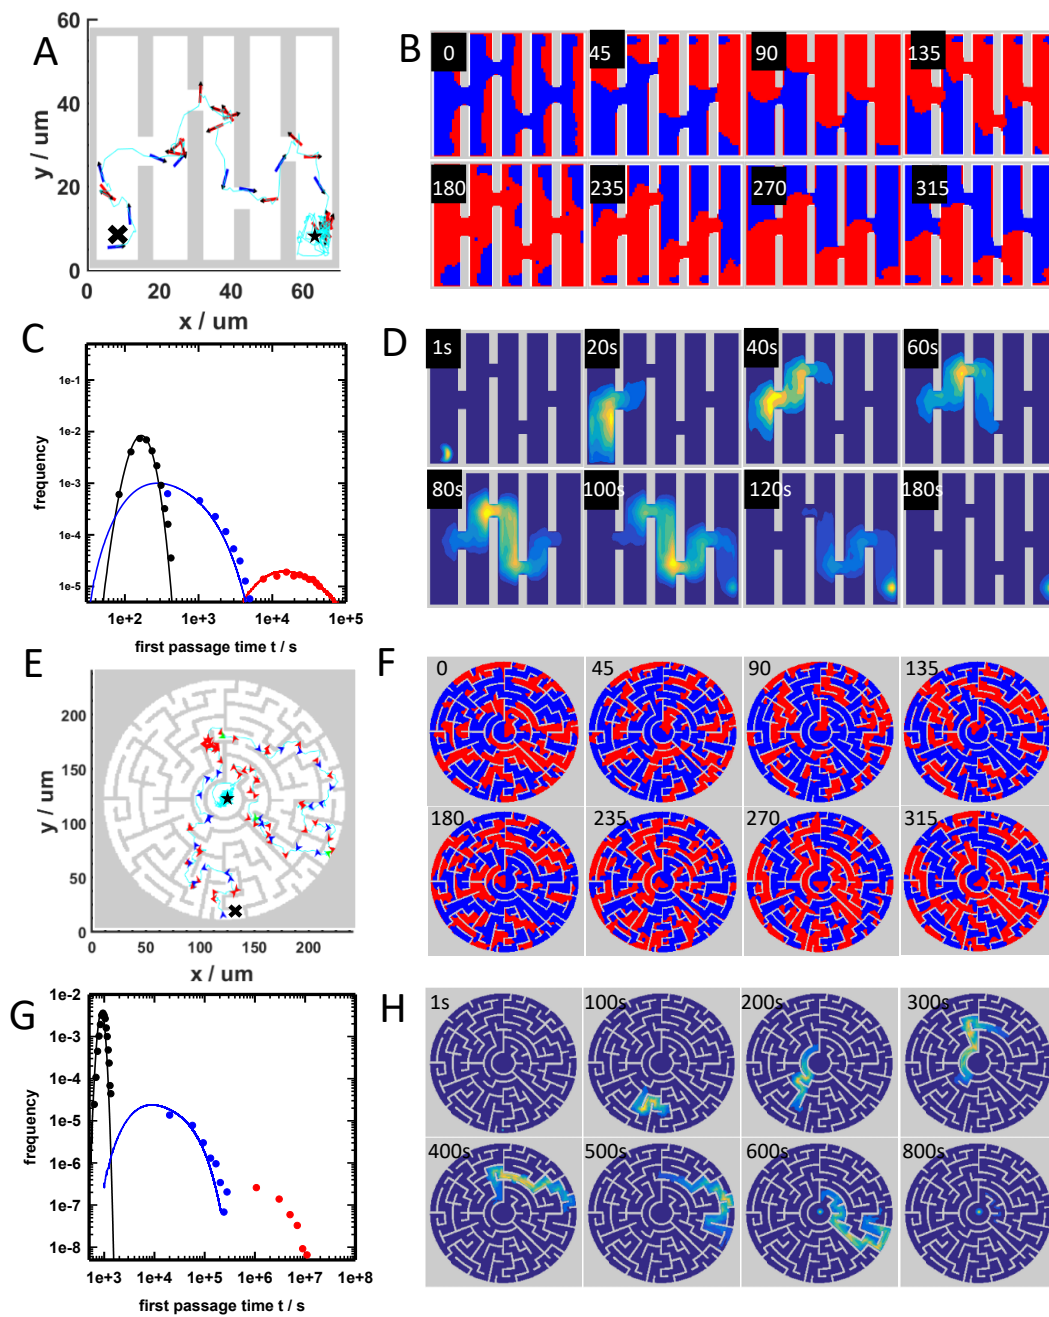 A
60
40
20
0
y / um
0
20
40
60
x / um
B
0
45
90
135
180
235
270
315
C
1e-1
1e-2
1e-3
1e-4
1e-5
frequency
1e+2
1e+3
1e+4
1e+5
first passage time t / s
D
1s
20s
40s
60s
80s
100s
120s
180s
E
200
150
100
50
0
y / um
0
50
100
150
200
x / um
F
0
45
90
135
180
235
270
315
G
1e-2
1e-3
1e-4
1e-5
1e-6
1e-7
1e-8
frequency
1e+3
1e+4
1e+5
1e+6
1e+7
1e+8
first passage time t / s
H
1s
100s
200s
300s
400s
500s
600s
800s